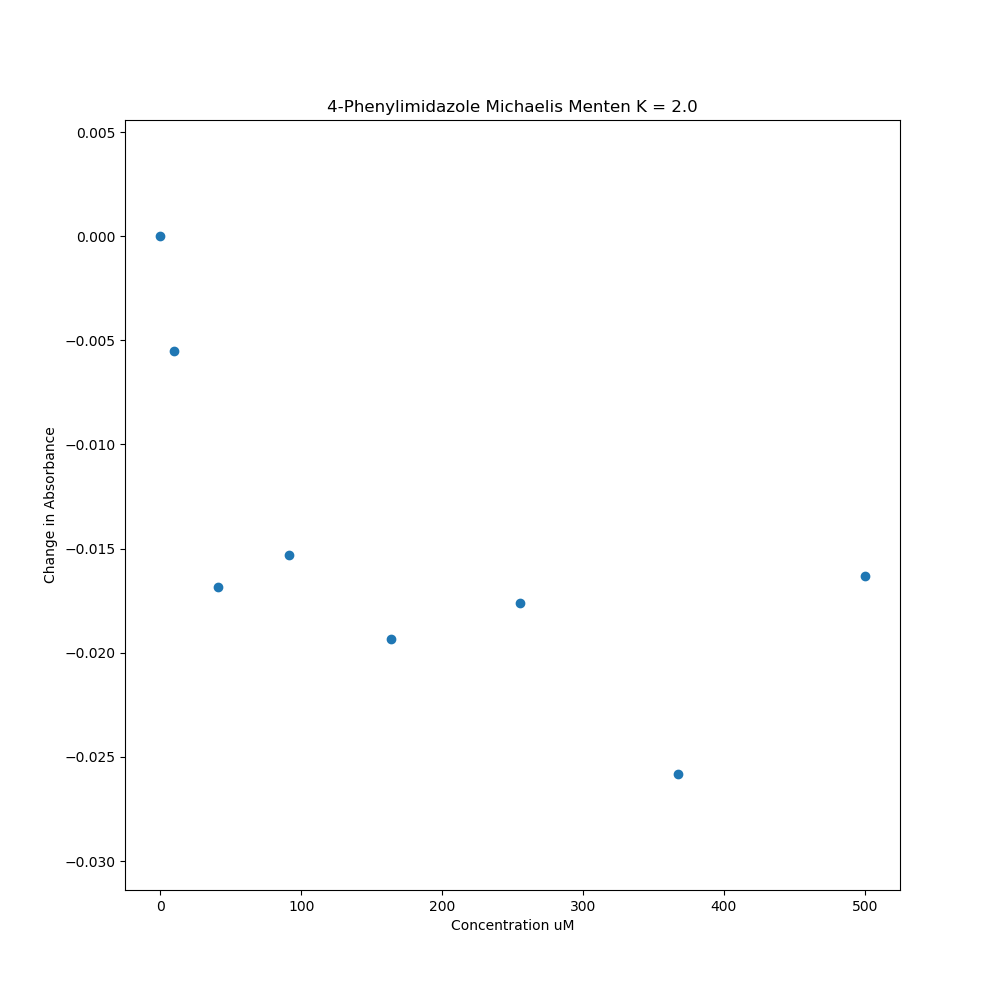 4-Phenylimidazole Michaelis Menten K = 2.0
0.005
0.000
−0.005
−0.010
−0.015
−0.020
−0.025
−0.030
Change in Absorbance
0 100 200 300 400 500
Concentration uM